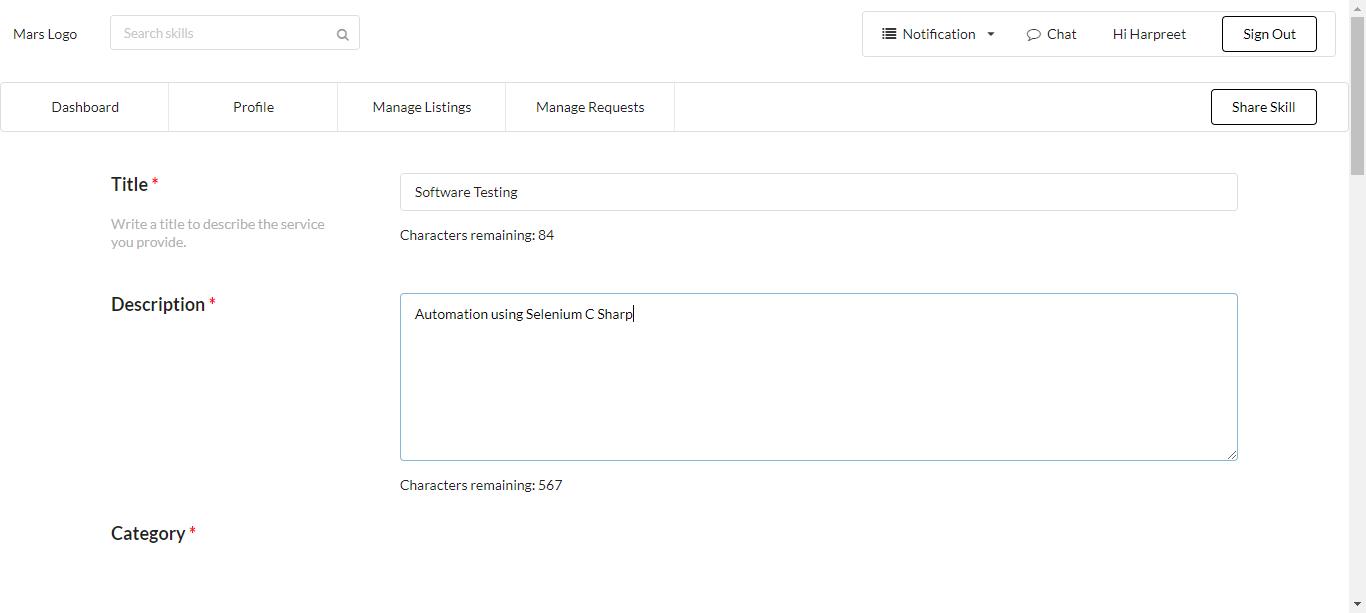 Mars Logo
Search skills
Notification
Chat
Hi Harpreet
Sign Out
Dashboard
Profile
Manage Listings
Manage Requests
Share Skill
Title *
Write a title to describe the service
you provide.
Software Testing
Characters remaining: 84
Description *
Automation using Selenium C Sharp
Characters remaining: 567
Category *